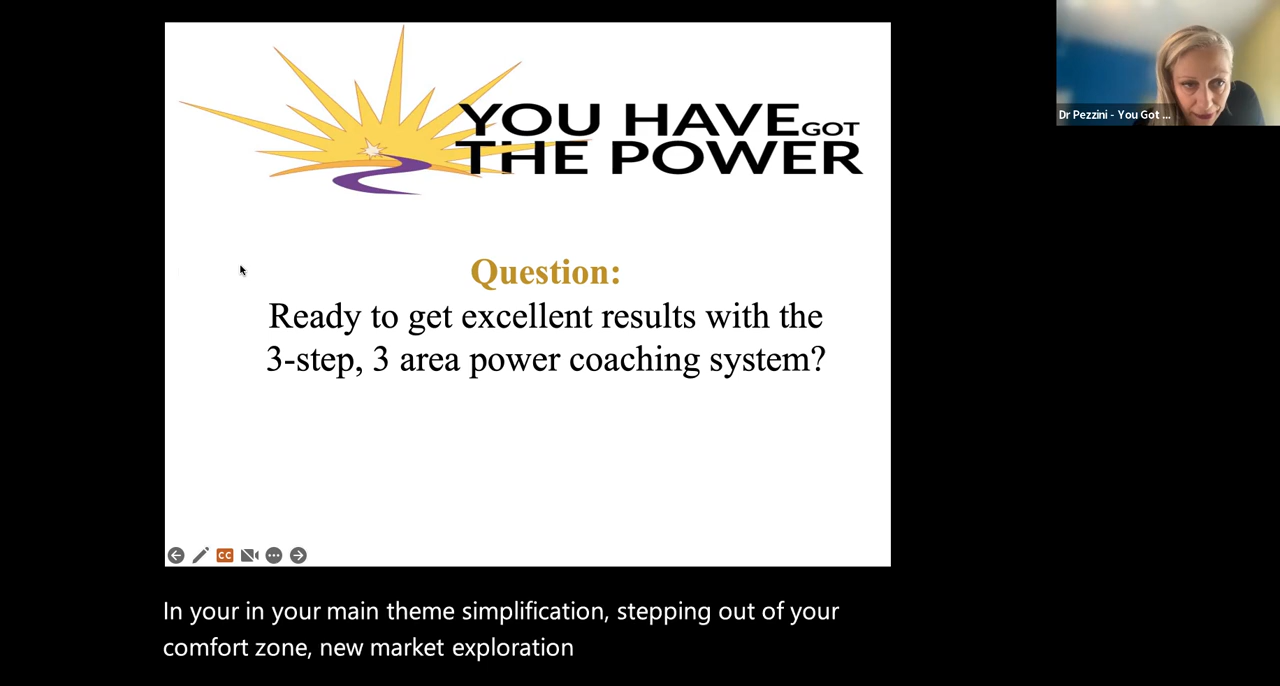 YOU HAVE GOT
THE POWER
Dr Pezzini - You Got ...
Question:
Ready to get excellent results with the
3-step, 3 area power coaching system?
CC
In your in your main theme simplification, stepping out of your
comfort zone, new market exploration